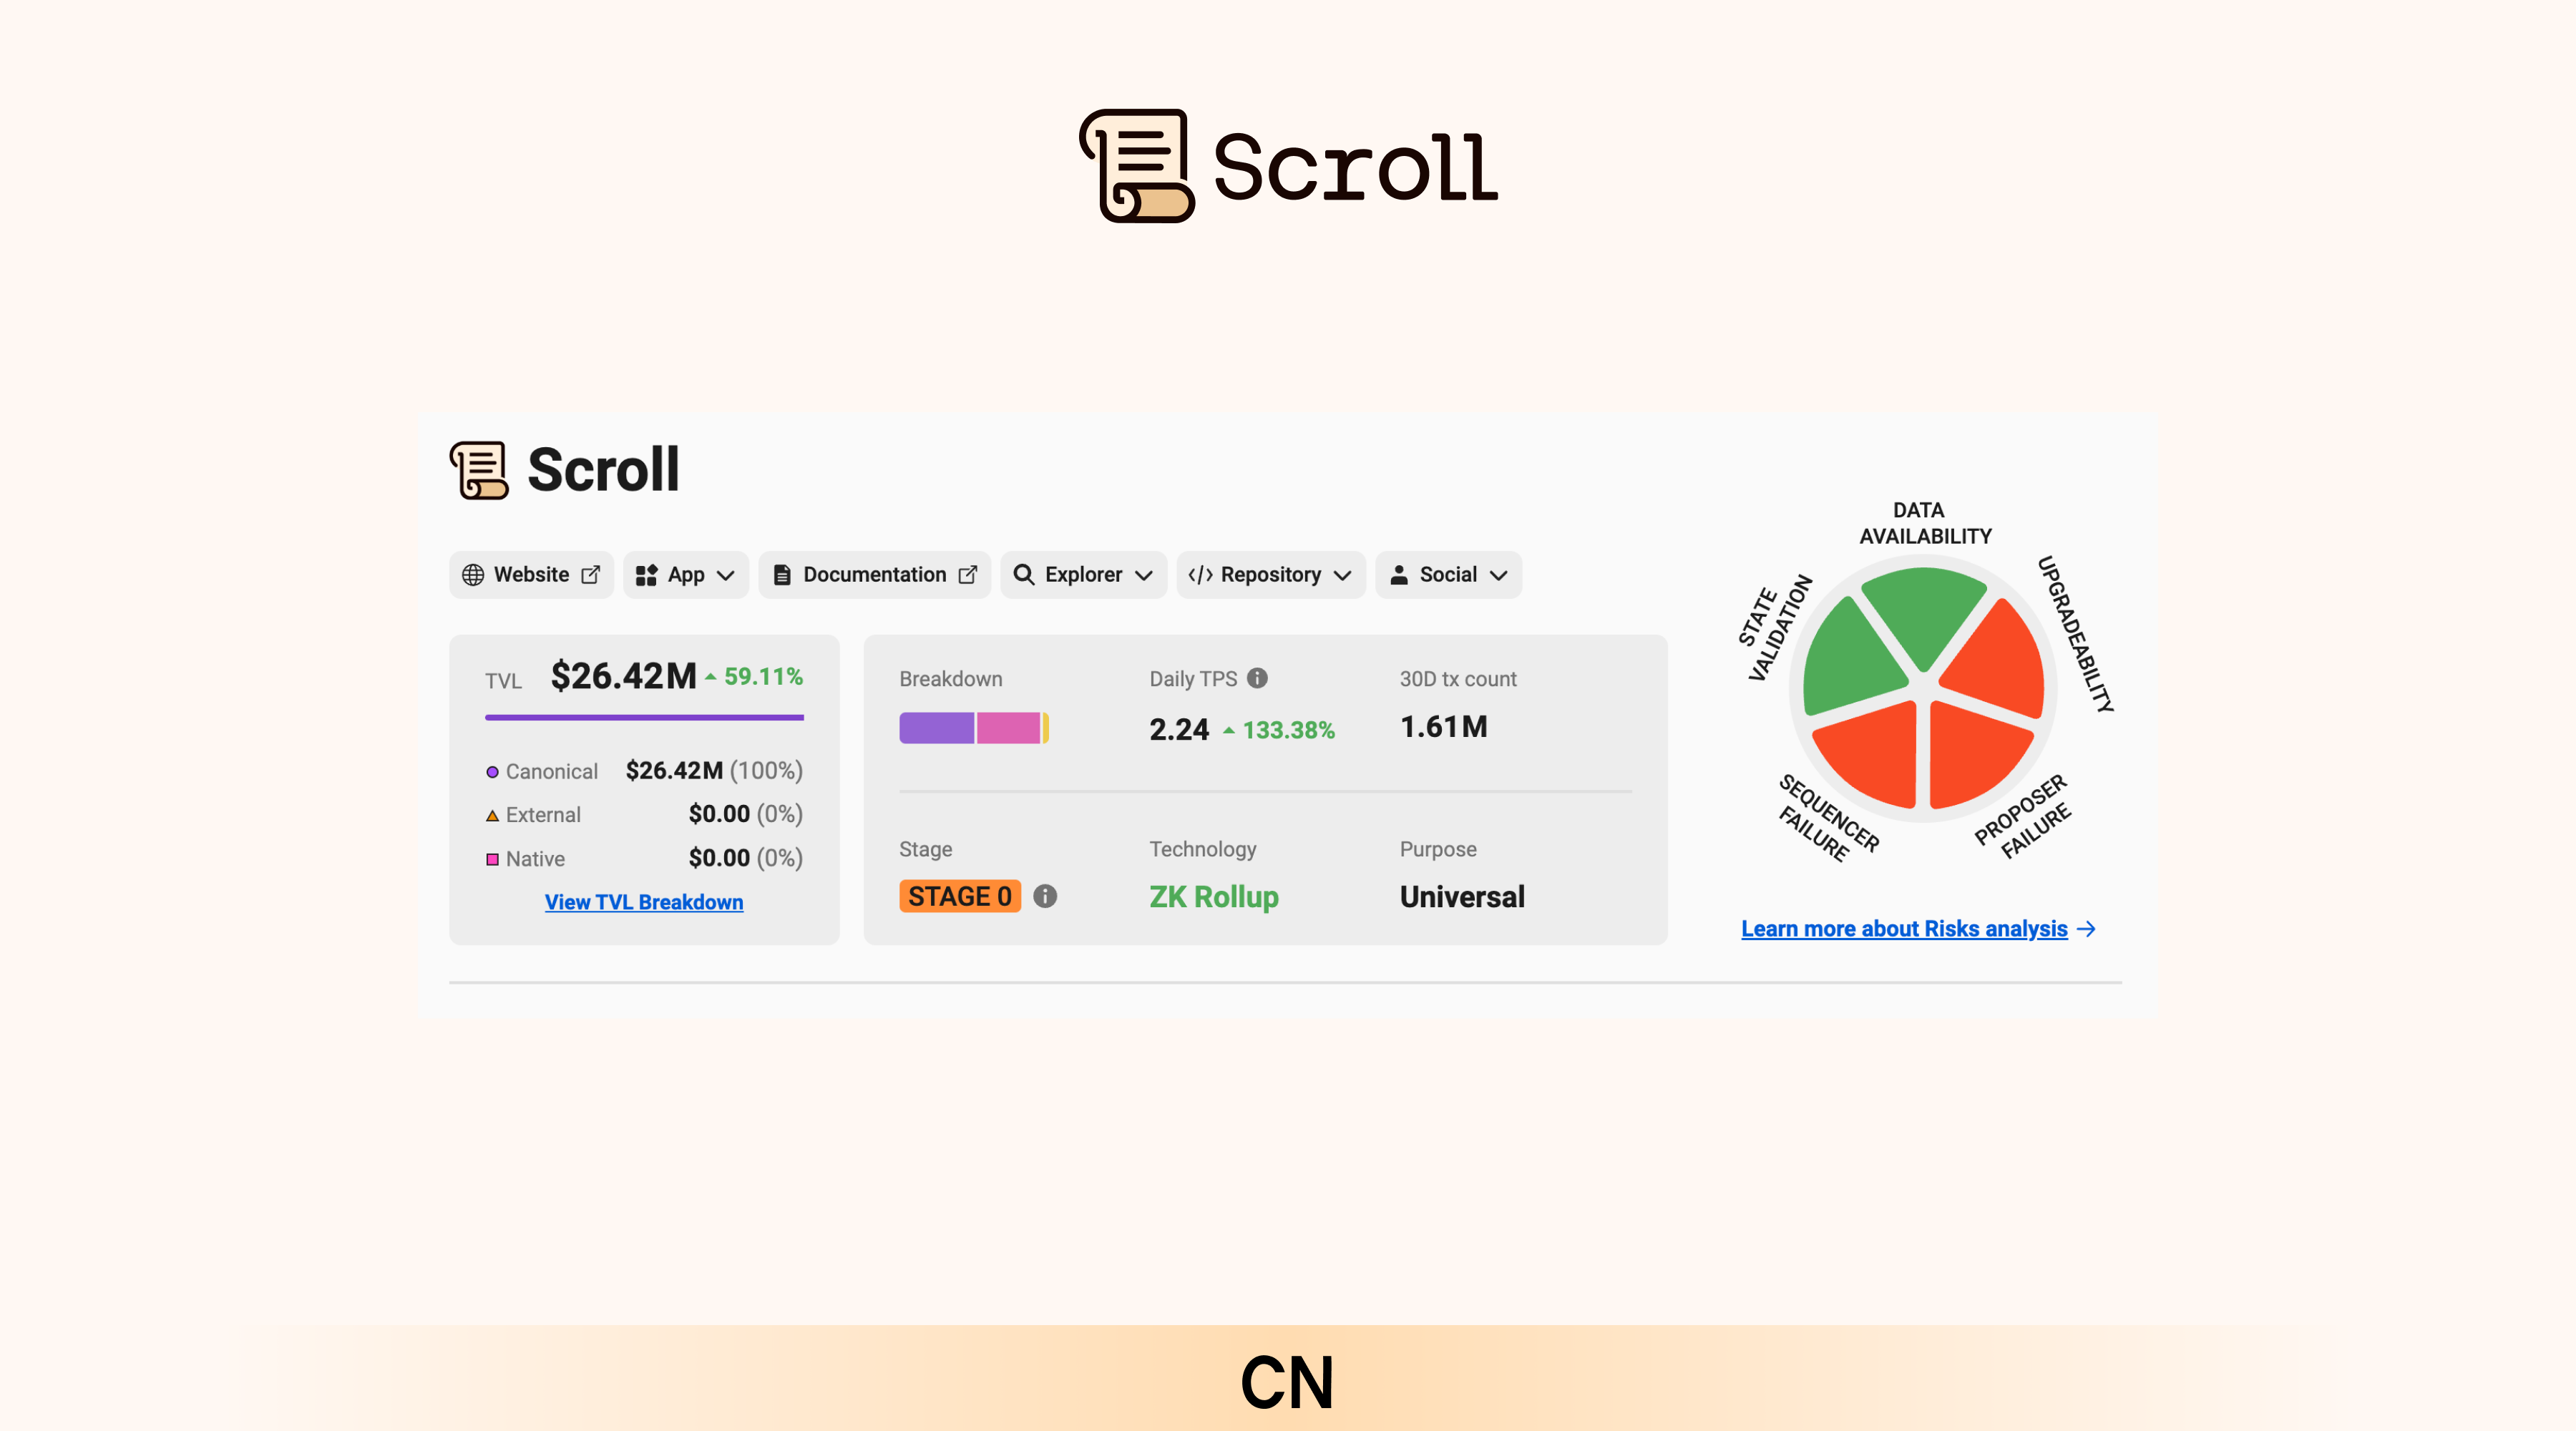 Scroll
Scroll
Website
App
Documentation
Explorer
</> Repository
Social
TVL $26.42M 59.11%
Canonical $26.42M (100%)
External $0.00 (0%)
Native $0.00 (0%)
View TVL Breakdown
Breakdown
Daily TPS
2.24 133.38%
30D tx count
1.61M
Stage
STAGE 0
Technology
ZK Rollup
Purpose
Universal
DATA
AVAILABILITY
UPGRADEABILITY
PROPOSER
FAILURE
SEQUENCER
FAILURE
STATE
VALIDATION
Learn more about Risks analysis →
CN